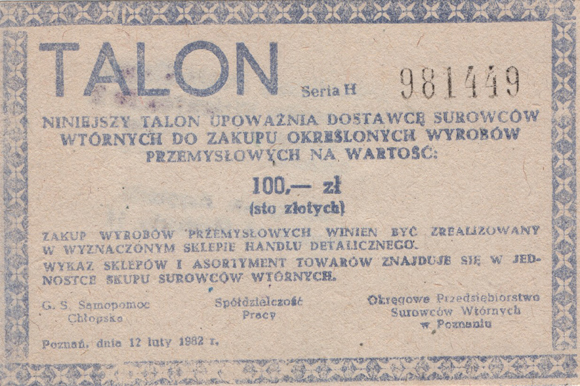 TALON Seria H 981449
NINIEJSZY TALON UPOWAŻNIA DOSTAWCĘ SUROWCÓW
WTÓRNYCH DO ZAKUPU OKREŚLONYCH WYROBÓW
PRZEMYSŁOWYCH NA WARTOŚĆ:
100,— zł
(sto złotych)
ZAKUP WYROBÓW PRZEMYSŁOWYCH WINIEN BYĆ ZREALIZOWANY
W WYZNACZONYM SKLEPIE HANDLU DETALICZNEGO.
WYKAZ SKLEPÓW I ASORTYMENT TOWARÓW ZNAJDUJE SIĘ W JED-
NOSTCE SKUPU SUROWCÓW WTÓRNYCH.
G. S. Samopomoc Spółdzielczość Okręgowe Przedsiębiorstwo
Chłopska Pracy Surowców Wtórnych
w Poznaniu
Poznań, dnia 12 luty 1982 r.